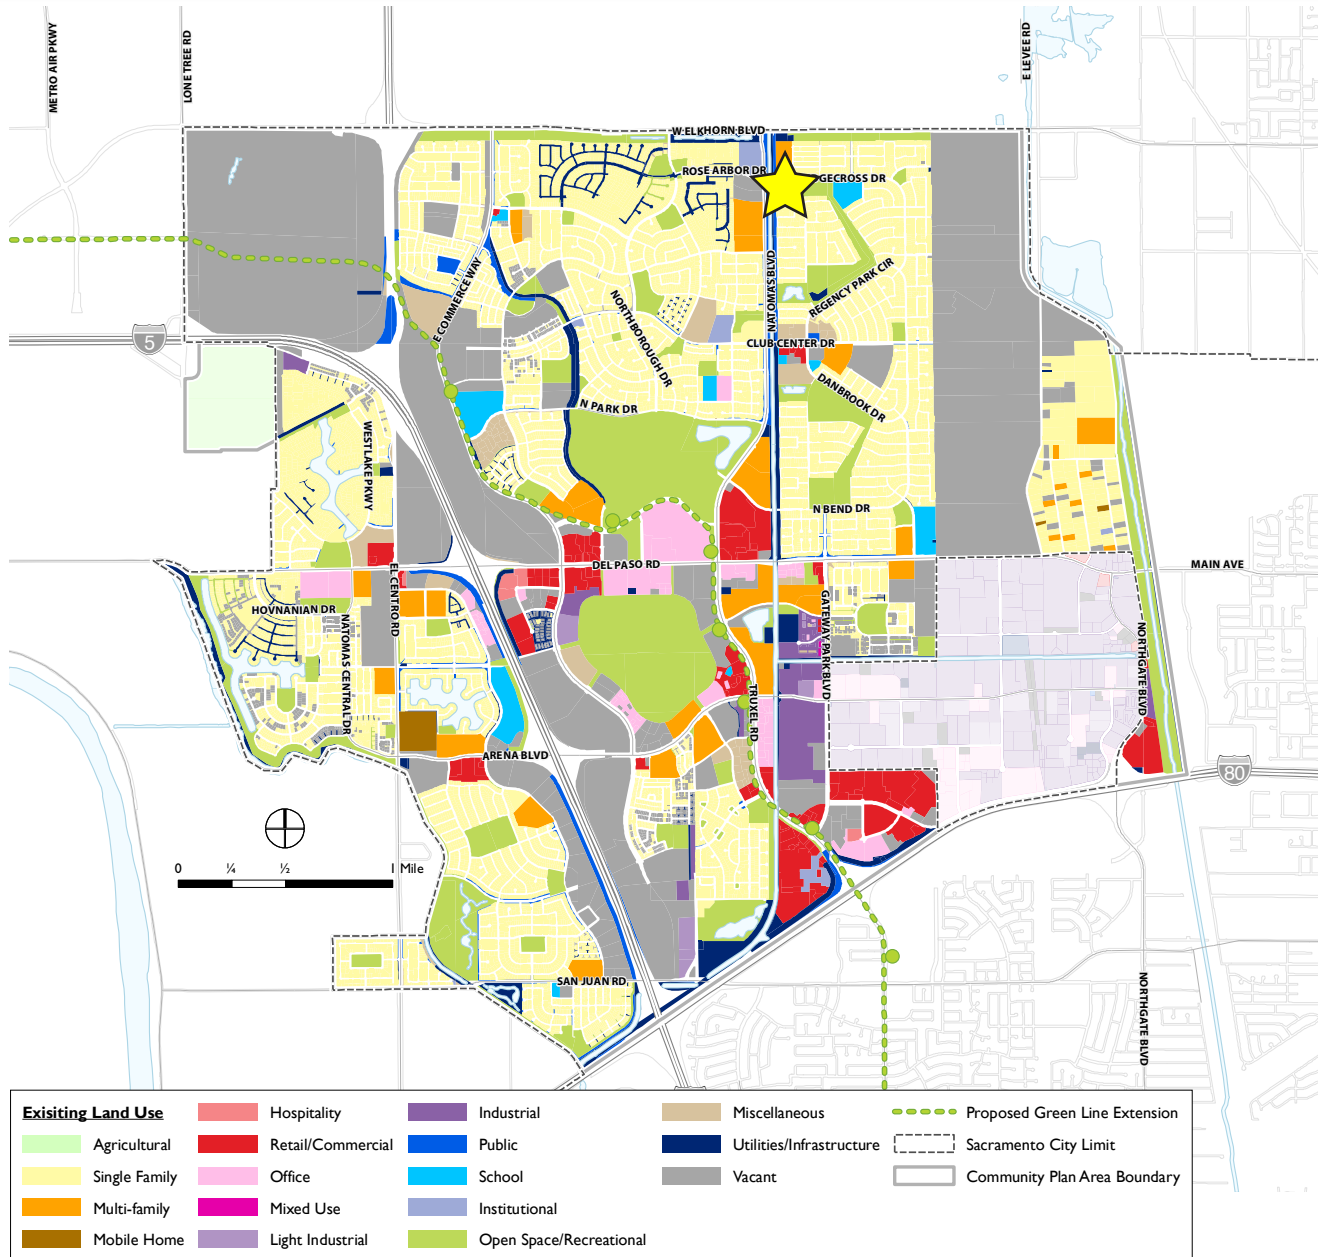 METRO AIR PKWY
LONE TREE RD
E LEVEE RD
W ELKHORN BLVD
ROSE ARBOR DR
GECROSS DR
NATOMAS BLVD
REGENCY PARK CIR
E COMMERCE WAY
NORTHBOROUGH DR
CLUB CENTER DR
DANBROOK DR
5
N PARK DR
WESTLAKE PKWY
N BEND DR
DEL PASO RD
MAIN AVE
EL CENTRO RD
HOVNANIAN DR
NATOMAS CENTRAL DR
GATEWAY PARK BLVD
NORTHGATE BLVD
TRUXEL RD
ARENA BLVD
80
0 ¼ ½ 1 Mile
SAN JUAN RD
NORTHGATE BLVD
Exisiting Land Use
Agricultural
Single Family
Multi-family
Mobile Home
Hospitality
Retail/Commercial
Office
Mixed Use
Light Industrial
Industrial
Public
School
Institutional
Open Space/Recreational
Miscellaneous
Utilities/Infrastructure
Vacant
Proposed Green Line Extension
Sacramento City Limit
Community Plan Area Boundary